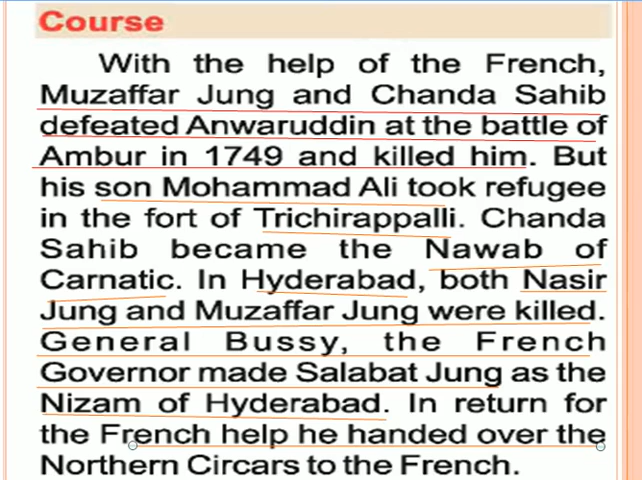 Course
With the help of the French,
Muzaffar Jung and Chanda Sahib
defeated Anwaruddin at the battle of
Ambur in 1749 and killed him. But
his son Mohammad Ali took refugee
in the fort of Trichirappalli. Chanda
Sahib became the Nawab of
Carnatic. In Hyderabad, both Nasir
Jung and Muzaffar Jung were killed.
General Bussy, the French
Governor made Salabat Jung as the
Nizam of Hyderabad. In return for
the French help he handed over the
Northern Circars to the French.